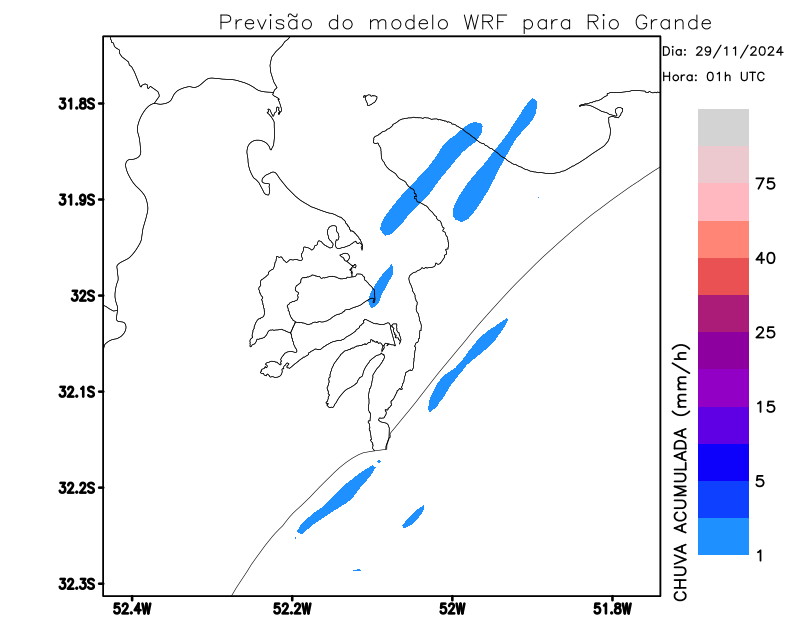 Previsão do modelo WRF para Rio Grande
Dia: 29/11/2024
Hora: 01h UTC
31.8S
31.9S
32S
32.1S
32.2S
32.3S
52.4W
52.2W
52W
51.8W
75
40
25
15
5
1
CHUVA ACUMULADA (mm/h)